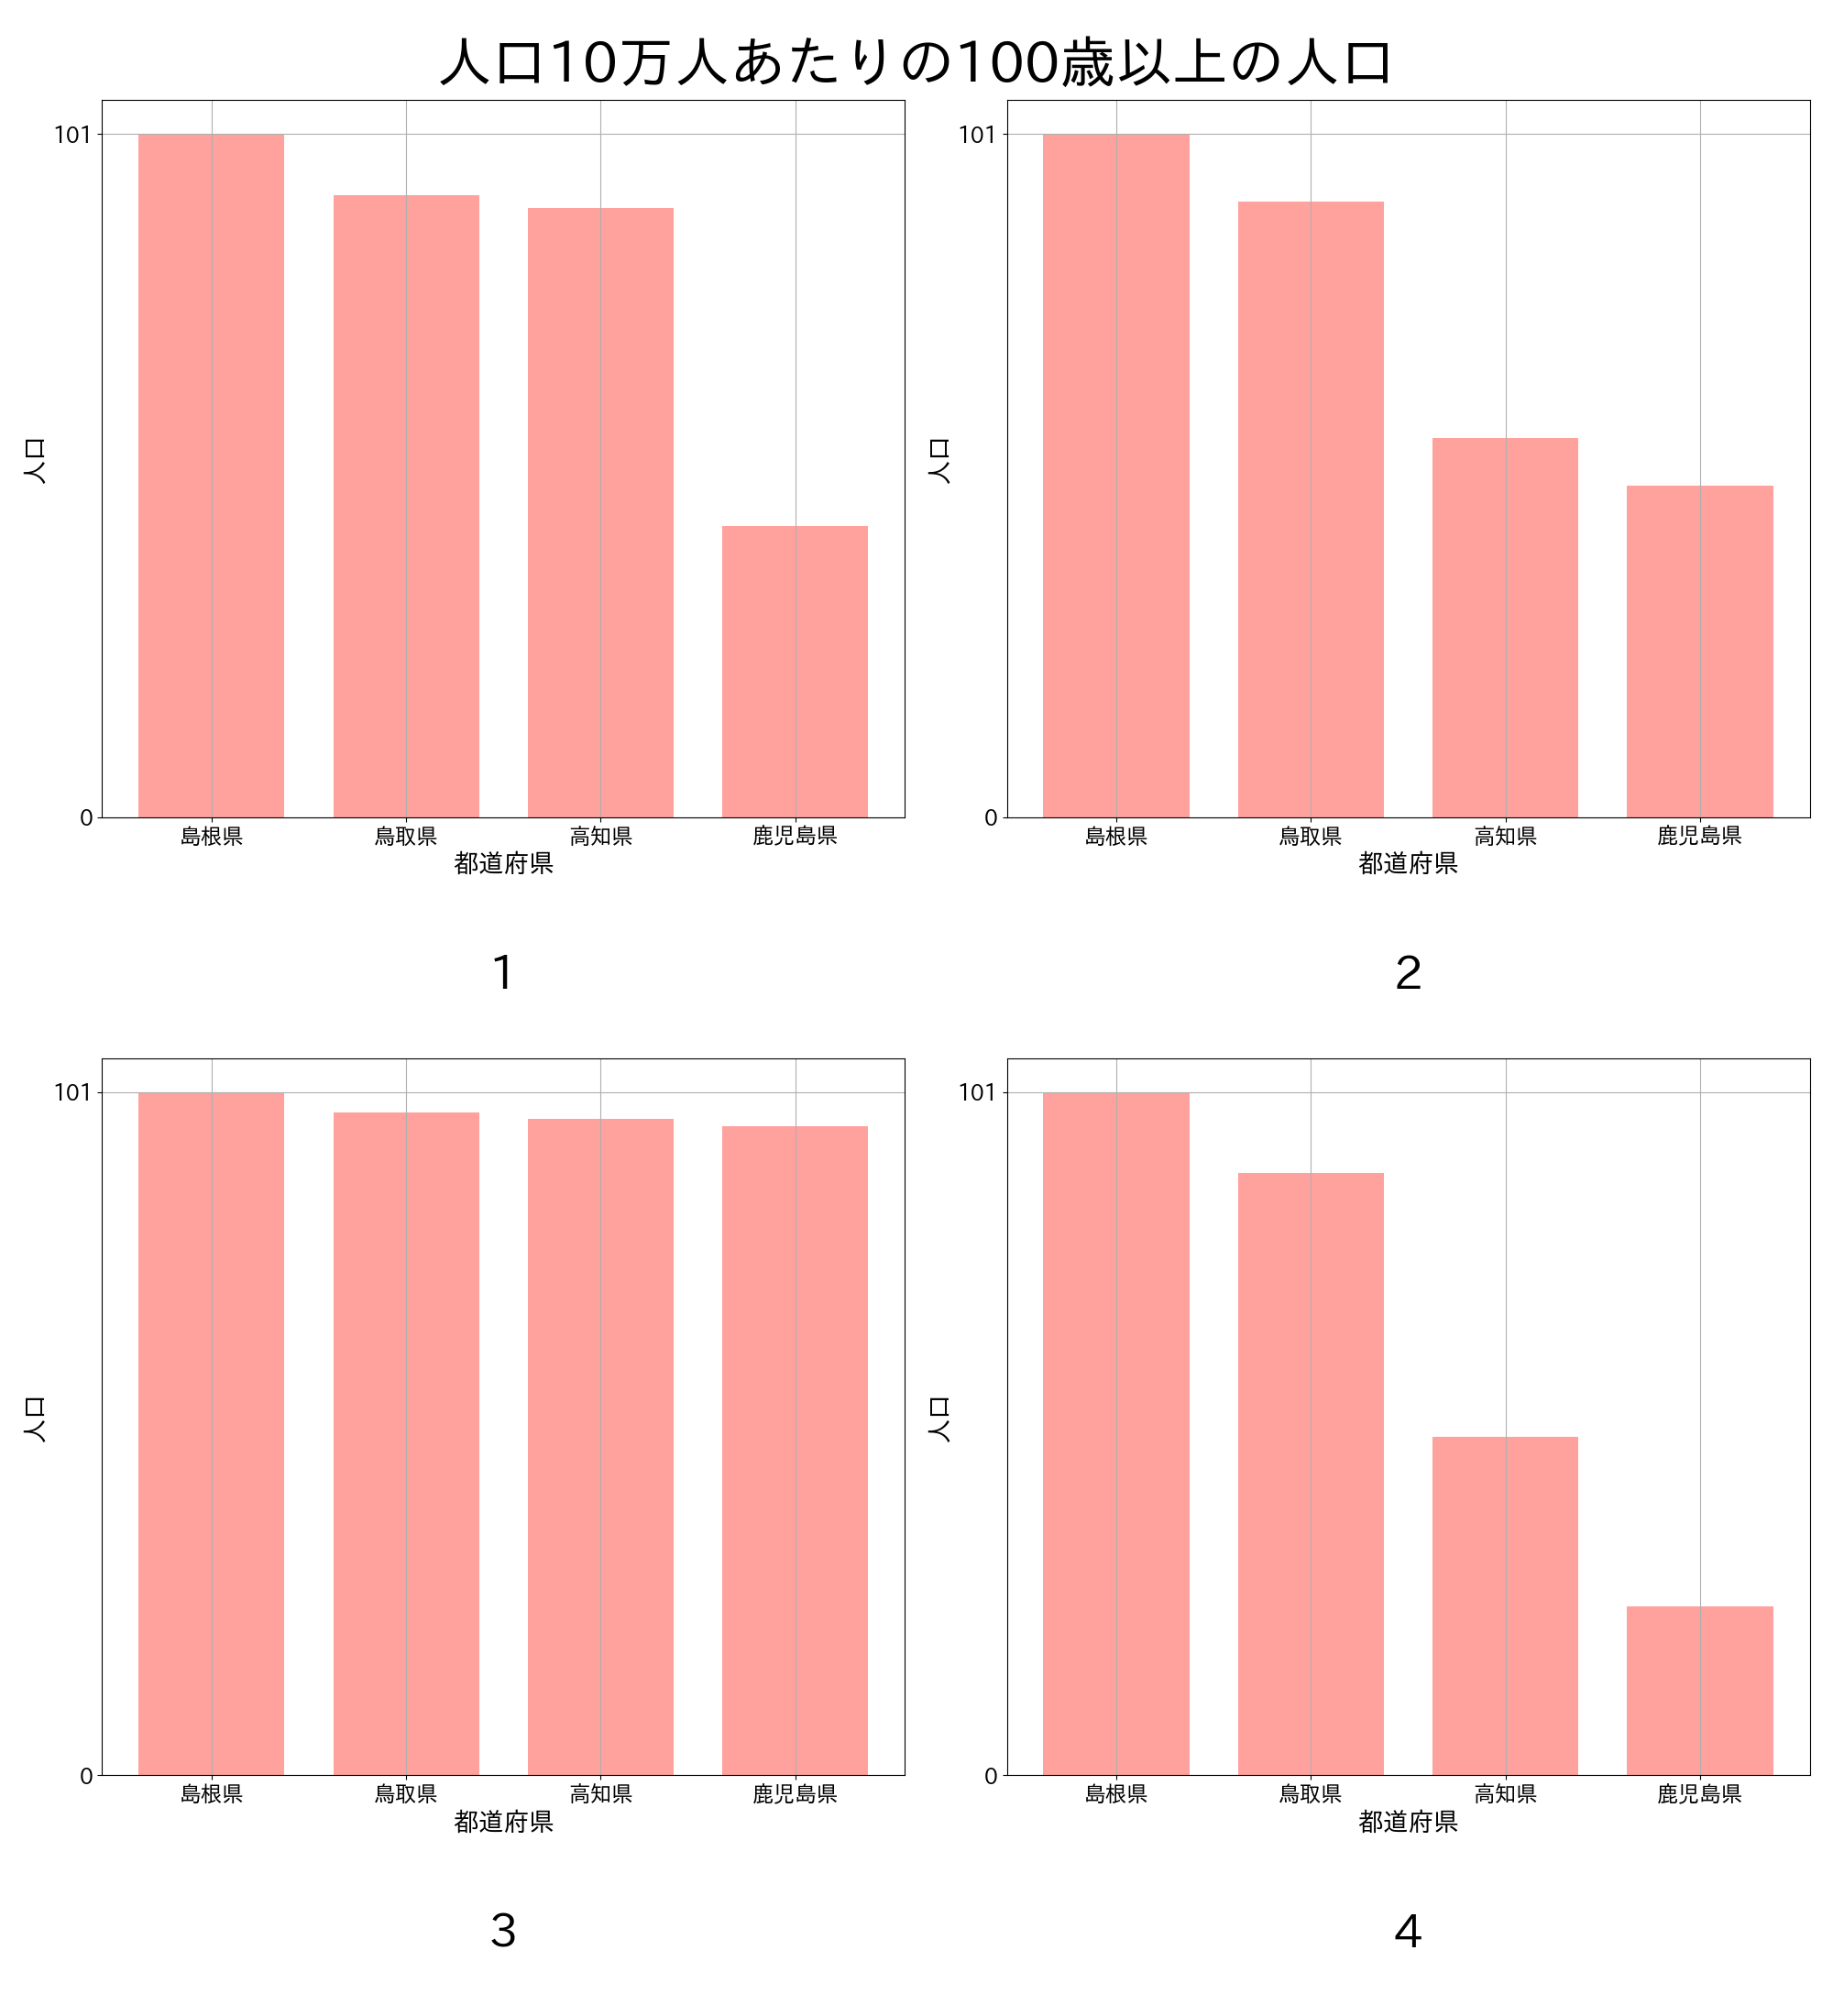 人口10万人あたりの100歳以上の人口
101
0
人口
島根県 鳥取県 高知県 鹿児島県
都道府県
1
101
0
人口
島根県 鳥取県 高知県 鹿児島県
都道府県
2
101
0
人口
島根県 鳥取県 高知県 鹿児島県
都道府県
3
101
0
人口
島根県 鳥取県 高知県 鹿児島県
都道府県
4